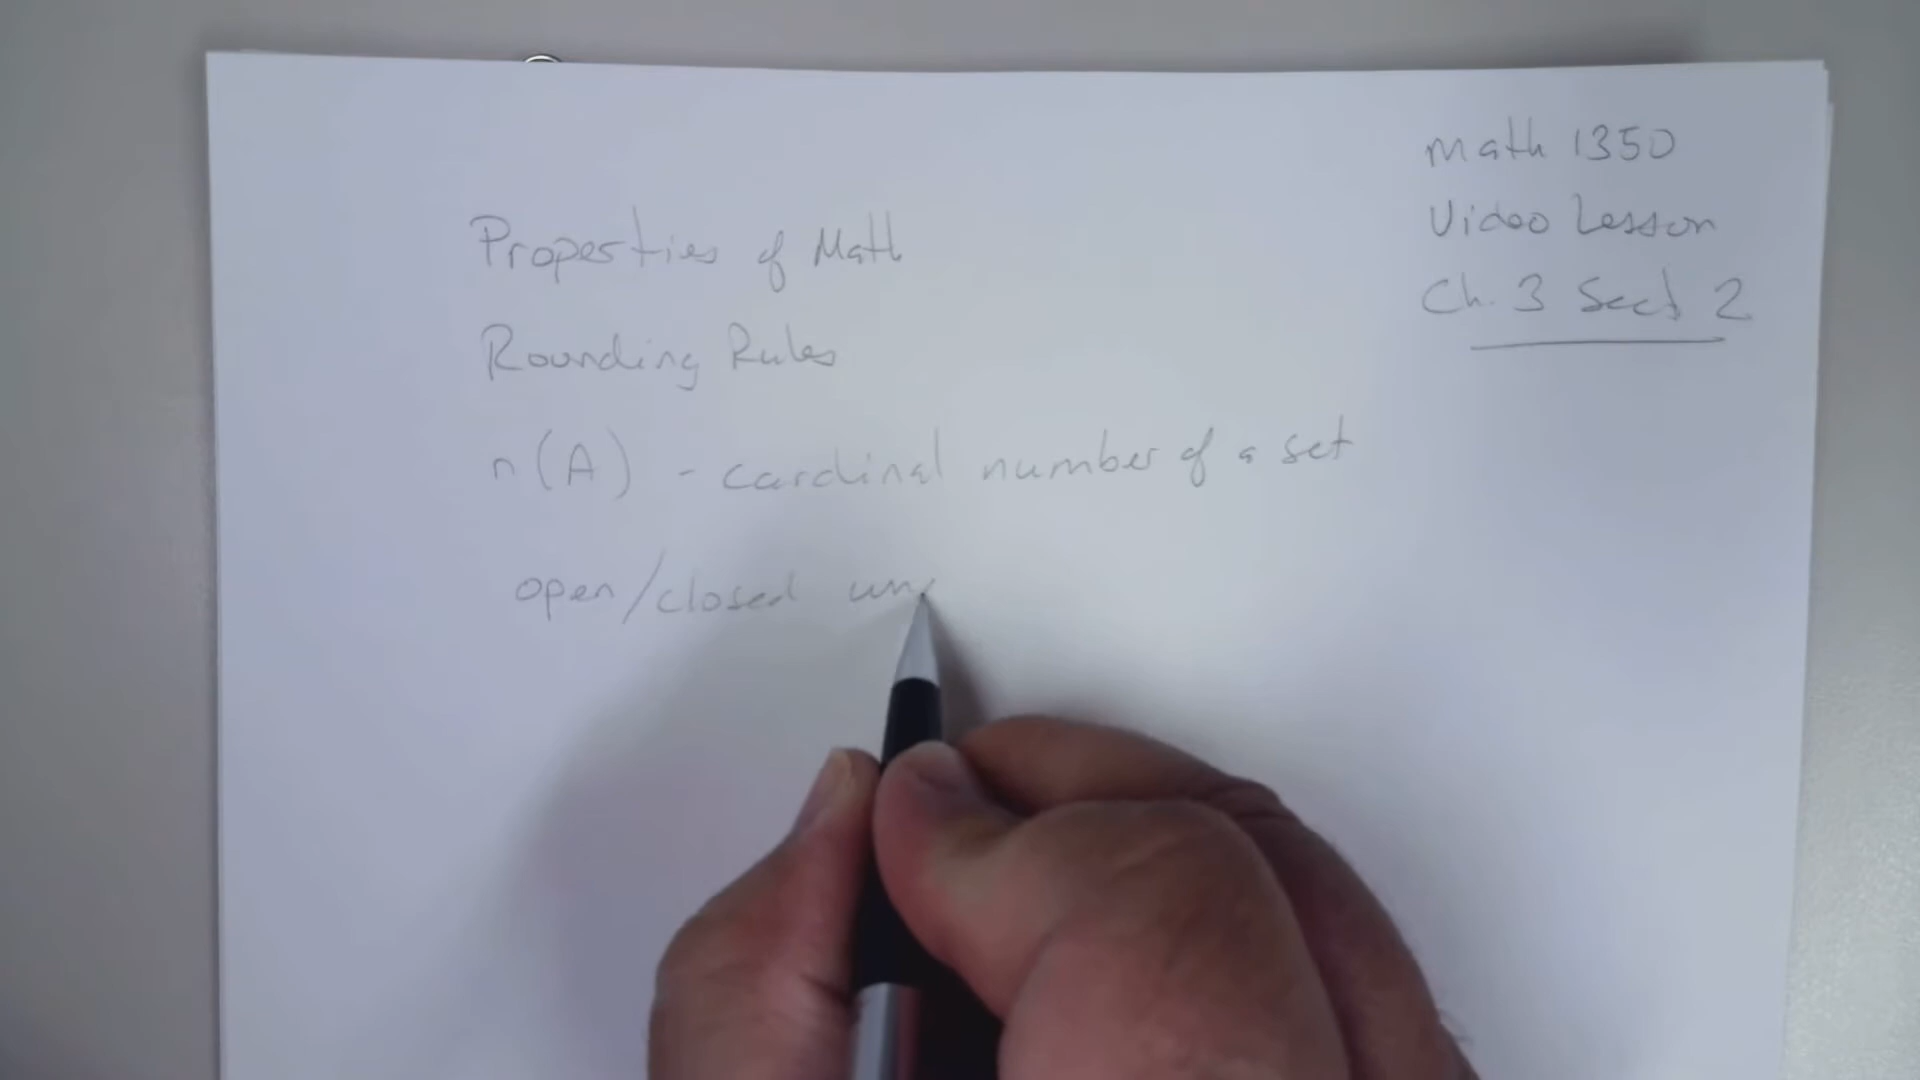 math 1350
Video Lesson
Ch. 3 Sect 2
Properties of Math
Rounding Rules
n(A) - cardinal number of a set
open/closed